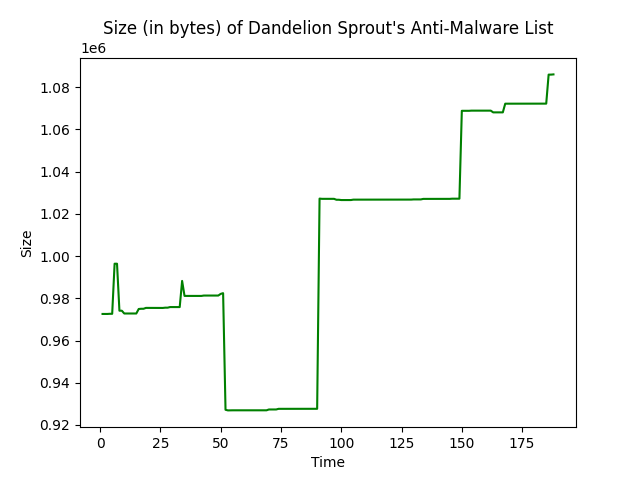 Size (in bytes) of Dandelion Sprout's Anti-Malware List
1e6
1.08
1.06
1.04
1.02
1.00
0.98
0.96
0.94
0.92
Size
0 25 50 75 100 125 150 175
Time